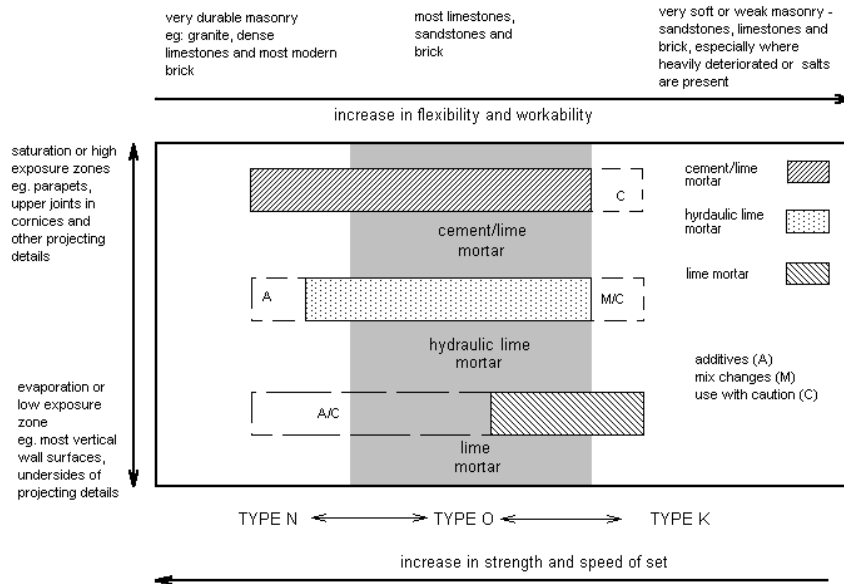 very durable masonry
eg: granite, dense
limestones and most modern
brick
most limestones,
sandstones and
brick
very soft or weak masonry -
sandstones, limestones and
brick, especially where
heavily deteriorated or salts
are present
increase in flexibility and workability
saturation or high
exposure zones
eg. parapets,
upper joints in
cornices and
other projecting
details
C
cement/lime
mortar
A
M/C
hydraulic lime
mortar
evaporation or
low exposure
zone
eg. most vertical
wall surfaces,
undersides of
projecting details
A/C
lime
mortar
cement/lime
mortar
hyrdaulic lime
mortar
lime mortar
additives (A)
mix changes (M)
use with caution (C)
TYPE N
TYPE O
TYPE K
increase in strength and speed of set